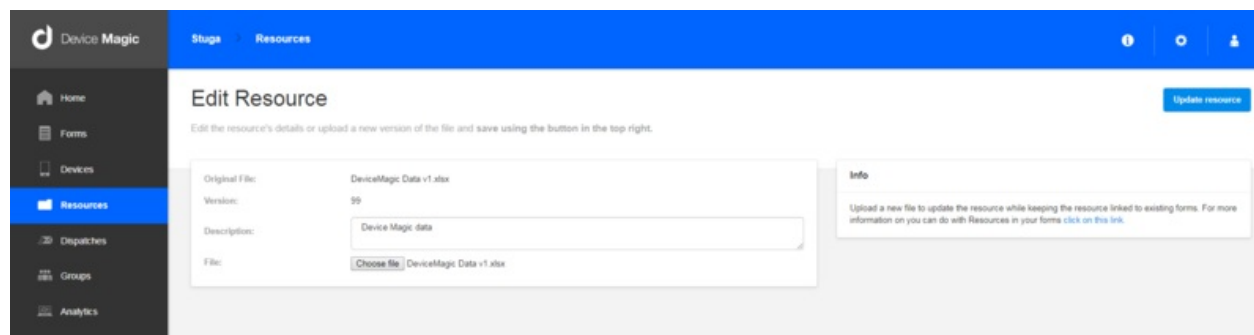 Device Magic
Stuga Resources
Home
Forms
Devices
Resources
Dispatches
Groups
Analytics
Edit Resource
Update resource
Edit the resource's details or upload a new version of the file and save using the button in the top right.
Original File: DeviceMagic Data v1.xlsx
Version: 99
Description: Device Magic data
File: Choose file DeviceMagic Data v1.xlsx
Info
Upload a new file to update the resource while keeping the resource linked to existing forms. For more
information on you can do with Resources in your forms click on this link.